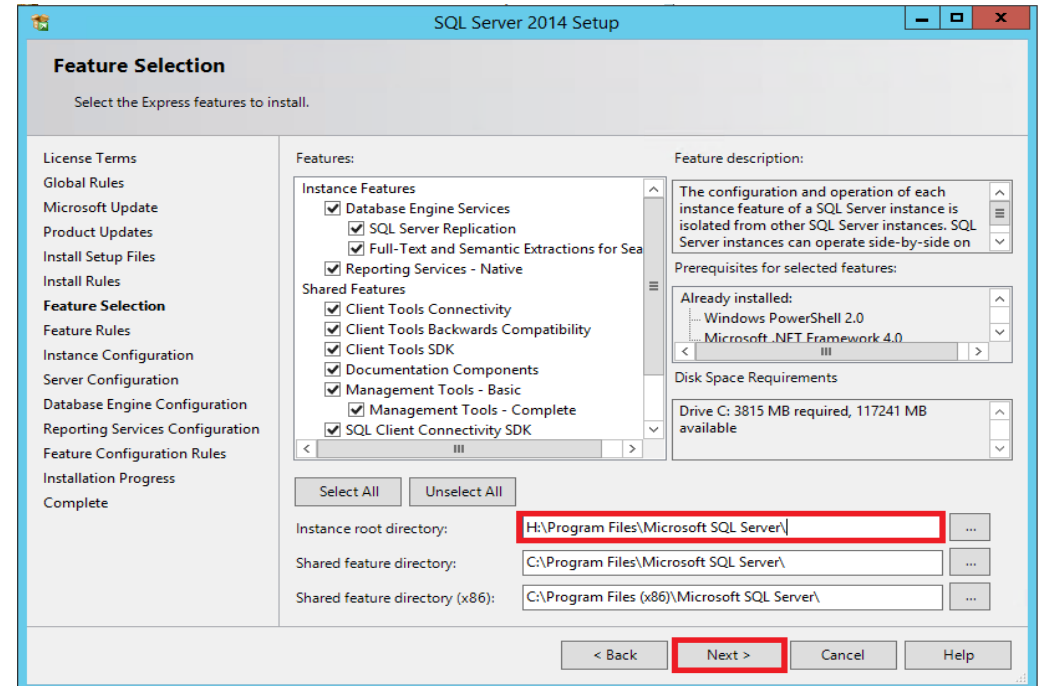 SQL Server 2014 Setup
Feature Selection
Select the Express features to install.
License Terms
Global Rules
Microsoft Update
Product Updates
Install Setup Files
Install Rules
Feature Selection
Feature Rules
Instance Configuration
Server Configuration
Database Engine Configuration
Reporting Services Configuration
Feature Configuration Rules
Installation Progress
Complete
Features:
Instance Features
Database Engine Services
SQL Server Replication
Full-Text and Semantic Extractions for Sea
Reporting Services - Native
Shared Features
Client Tools Connectivity
Client Tools Backwards Compatibility
Client Tools SDK
Documentation Components
Management Tools - Basic
Management Tools - Complete
SQL Client Connectivity SDK
Feature description:
The configuration and operation of each
instance feature of a SQL Server instance is
isolated from other SQL Server instances. SQL
Server instances can operate side-by-side on
Prerequisites for selected features:
Already installed:
Windows PowerShell 2.0
Microsoft .NET Framework 4.0
Disk Space Requirements
Drive C: 3815 MB required, 117241 MB
available
Select All
Unselect All
Instance root directory:
H:\Program Files\Microsoft SQL Server\
...
Shared feature directory:
C:\Program Files\Microsoft SQL Server\
...
Shared feature directory (x86):
C:\Program Files (x86)\Microsoft SQL Server\
...
< Back
Next >
Cancel
Help